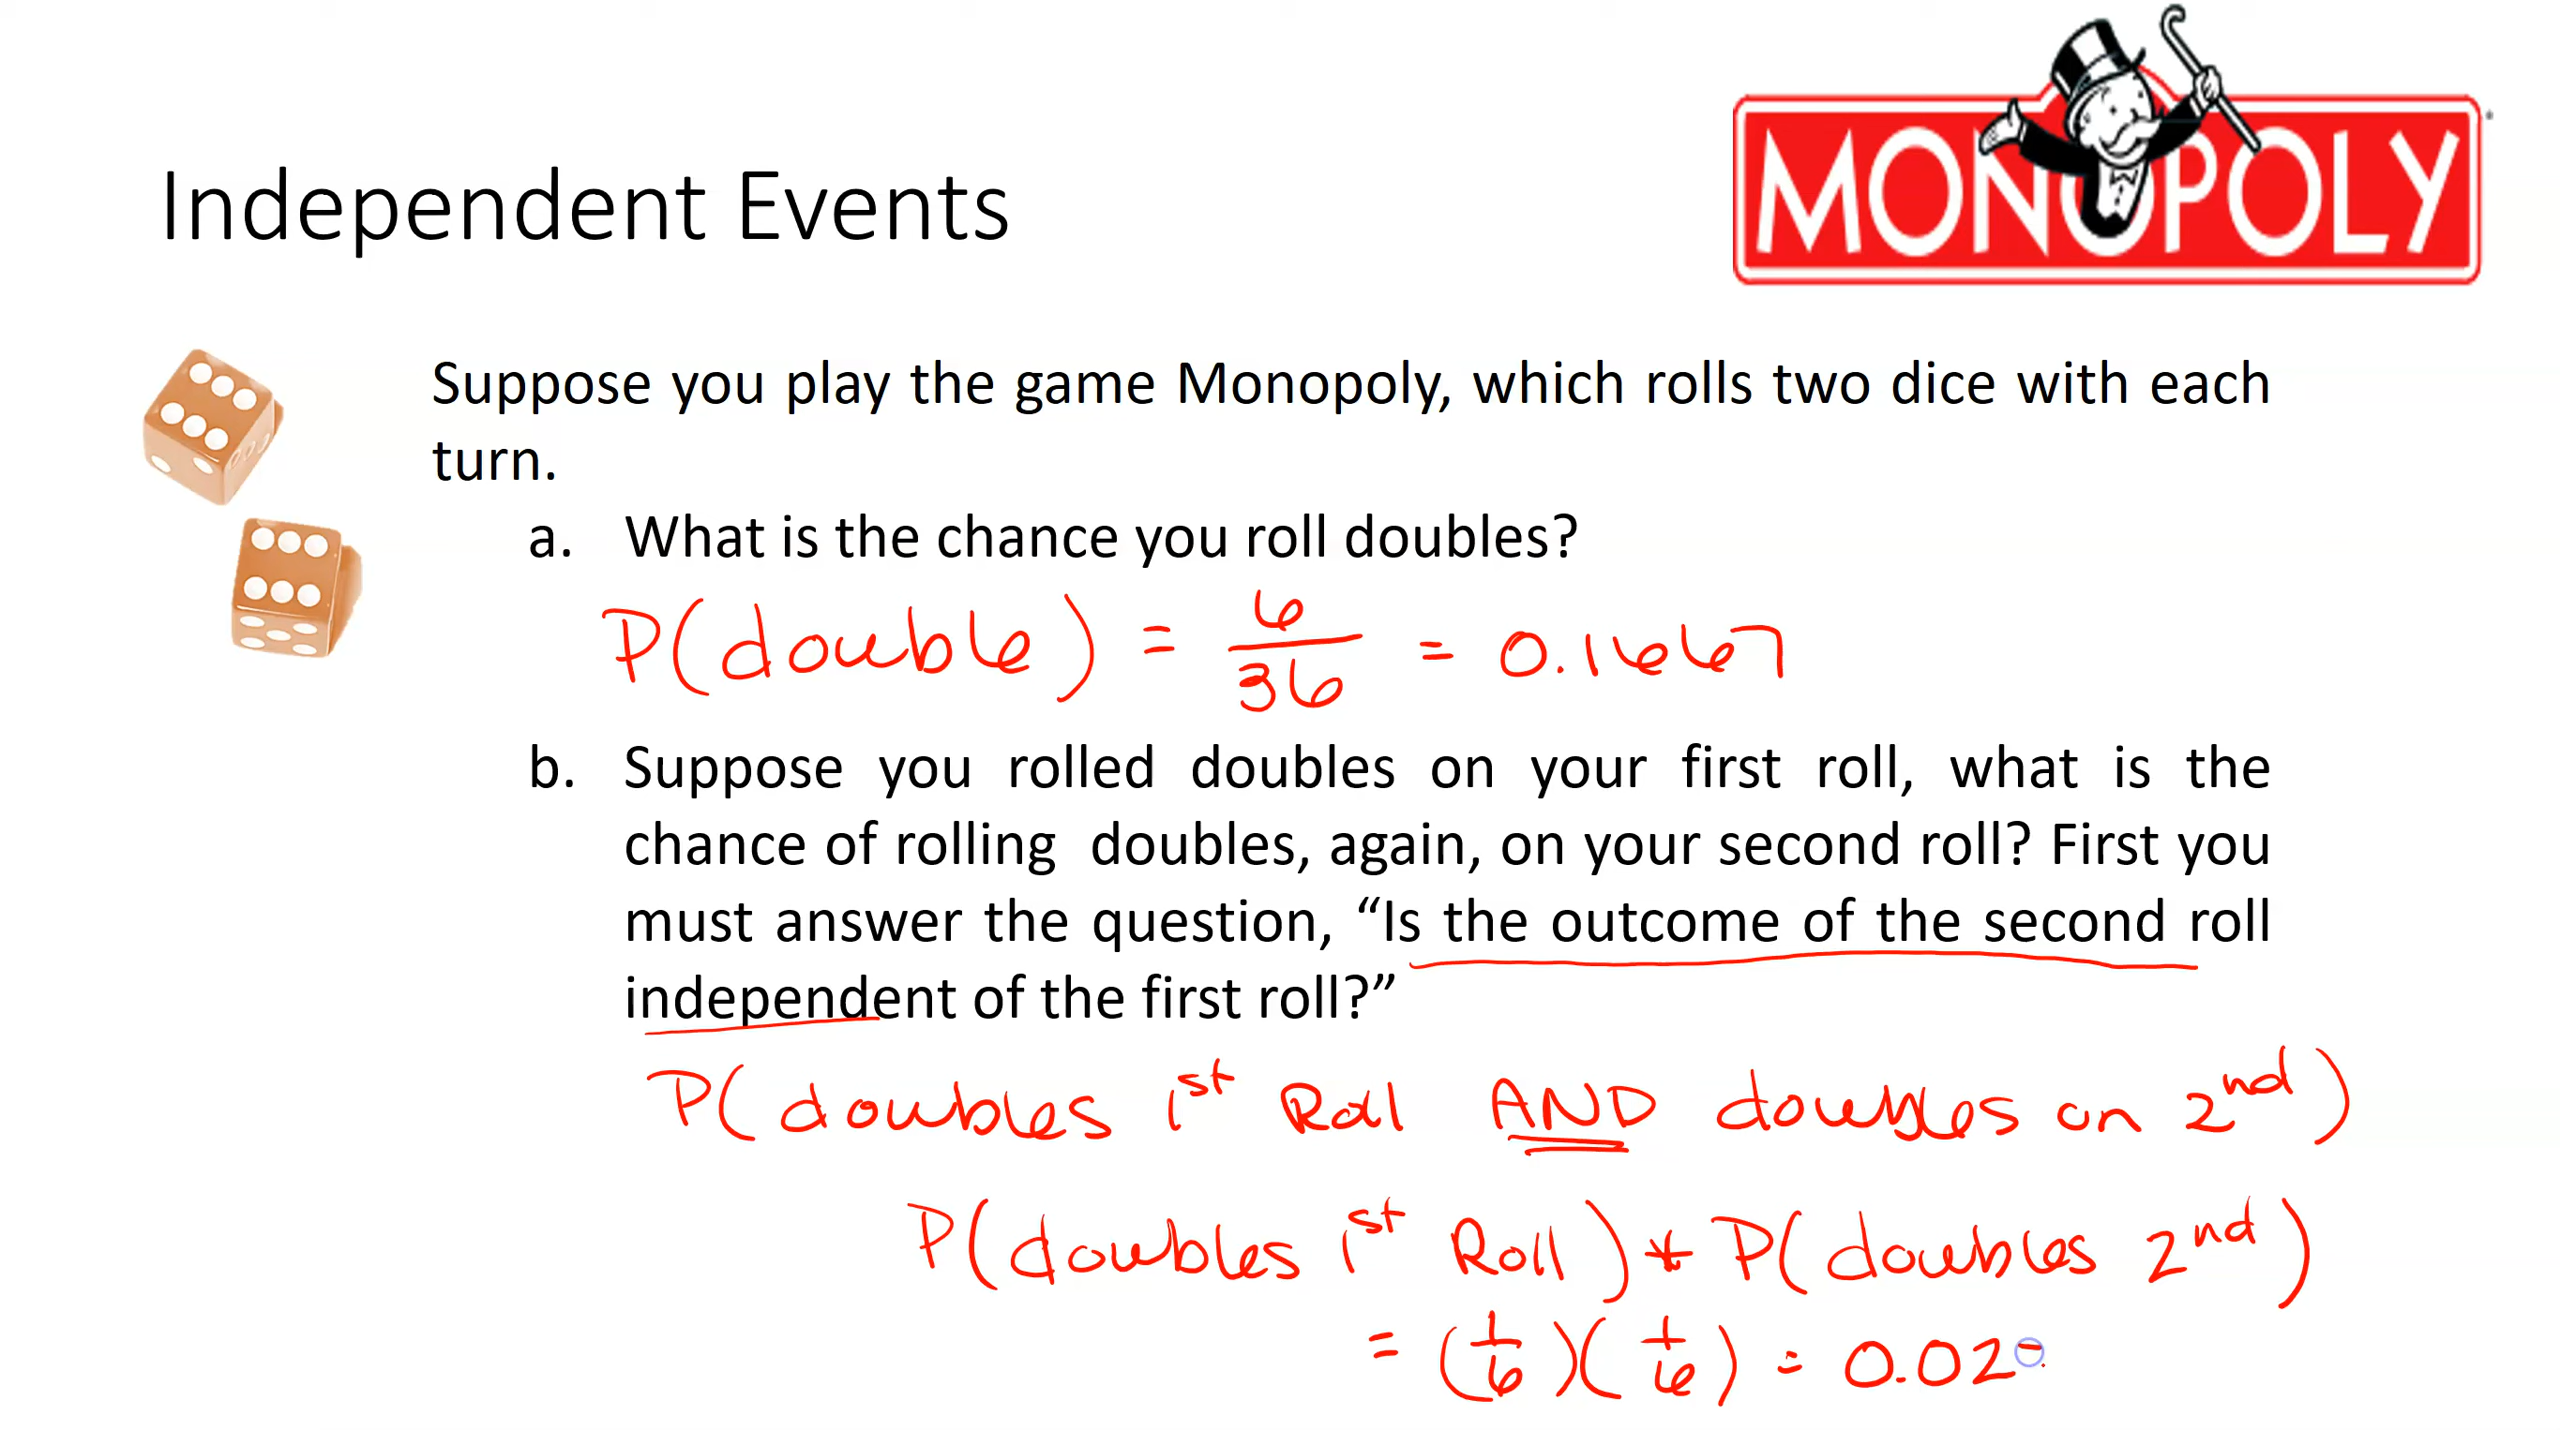 MONOPOLY
Independent Events
Suppose you play the game Monopoly, which rolls two dice with each
turn.
a. What is the chance you roll doubles?
P(double) = 6/36 = 0.1667
b. Suppose you rolled doubles on your first roll, what is the
chance of rolling doubles, again, on your second roll? First you
must answer the question, “Is the outcome of the second roll
independent of the first roll?”
P(doubles 1st Roll AND doubles on 2nd)
P(doubles 1st Roll) * P(doubles 2nd)
= (1/6)(1/6) = 0.02